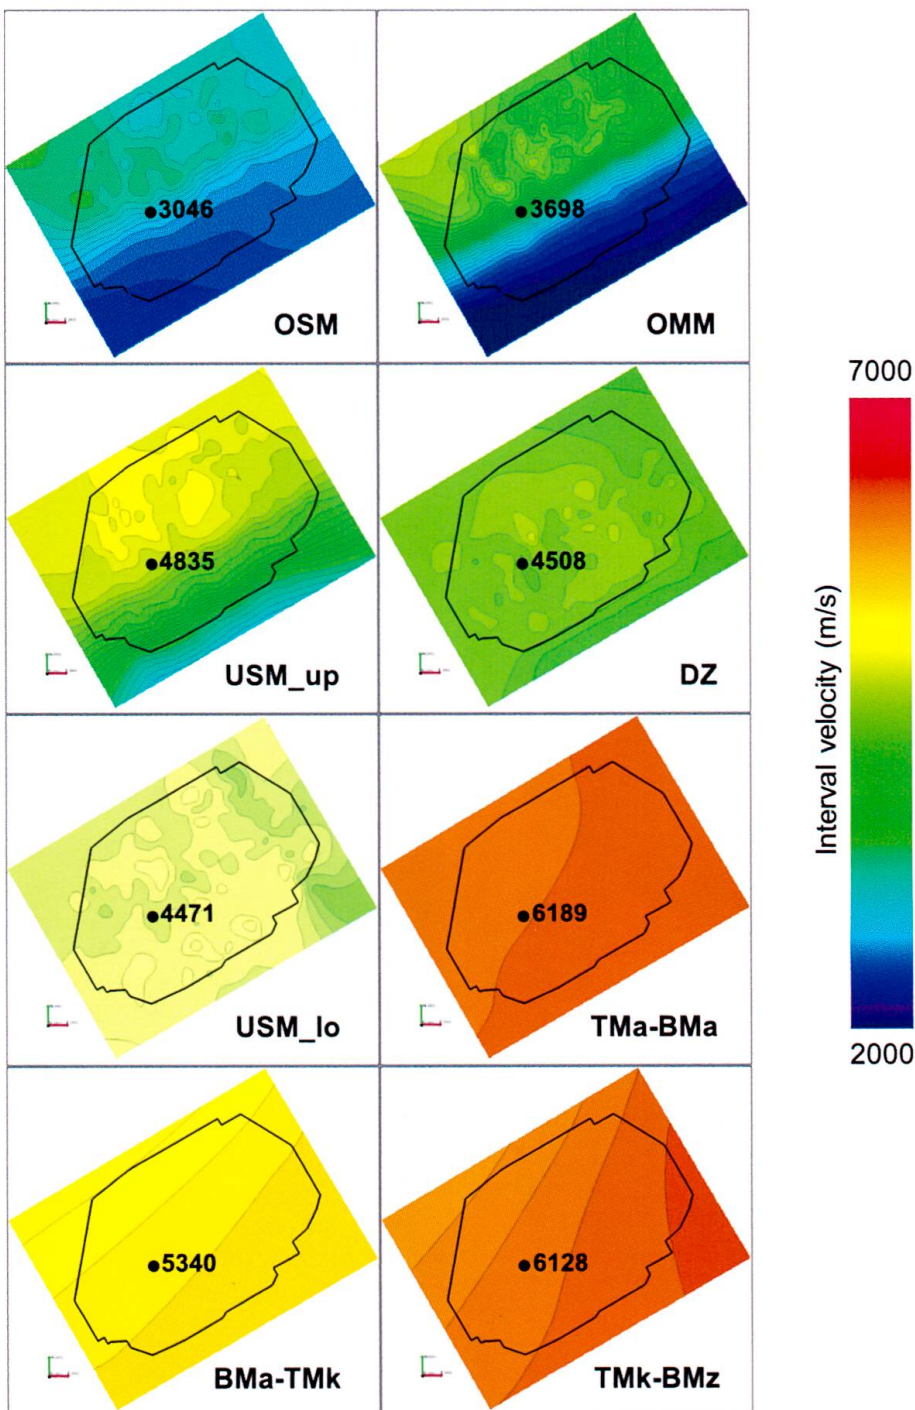 3046
OSM
3698
OMM
4835
USM_up
4508
DZ
4471
USM_lo
6189
TMa-BMa
5340
BMa-TMk
6128
TMk-BMz
7000
Interval velocity (m/s)
2000